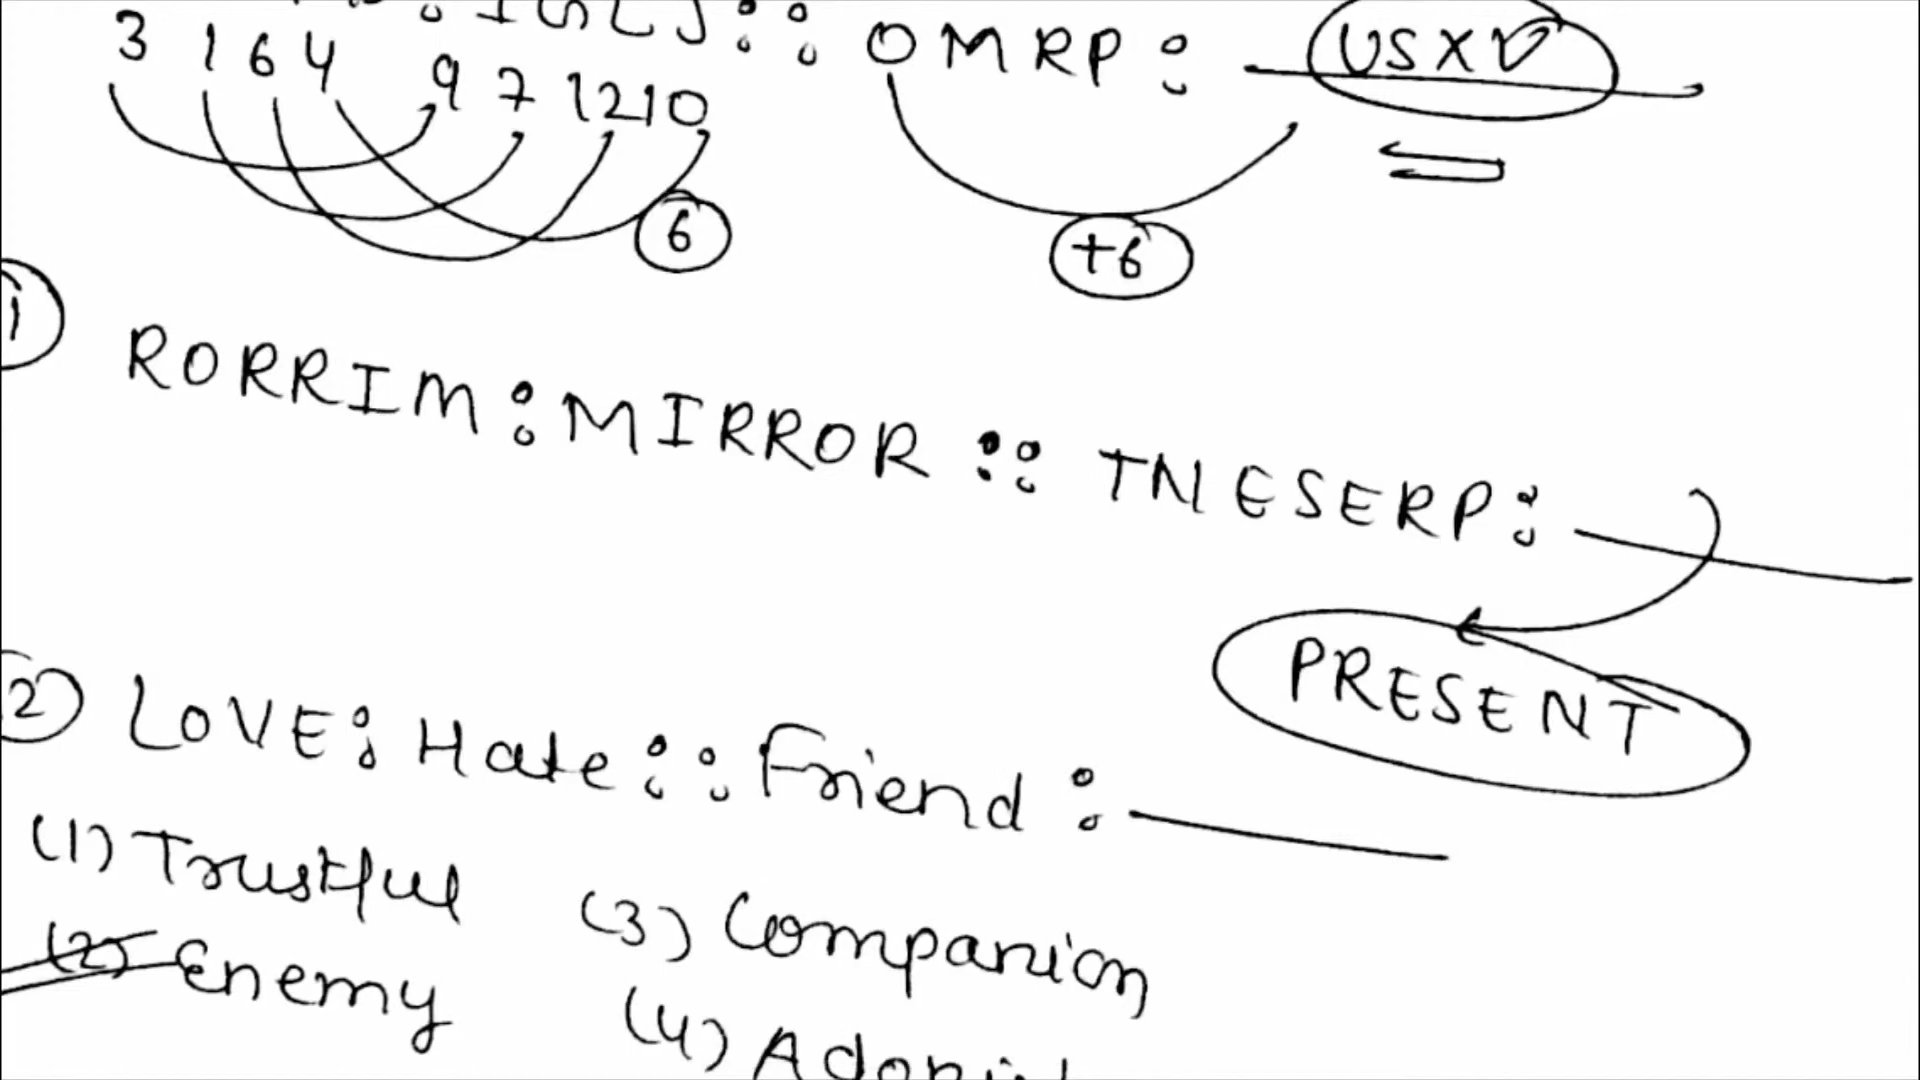 : IGLJ :: OMRP : USXV
3 1 6 4 9 7 12 10
6
+6
1 RORRIM : MIRROR :: TNESERP :
PRESENT
2 LOVE : Hate :: Friend :
(1) Trustful
(3) Companion
(2) Enemy
(4)